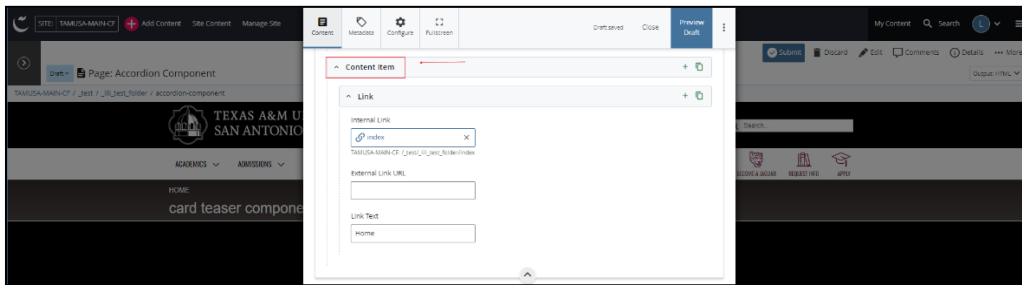 SITE: TAMUSA-MAIN-CF Add Content Site Content Manage Site
Content Metadata Configure Fullscreen Draft saved Close Preview Draft
My Content Search L
Submit Discard Edit Comments Details More
Draft Page: Accordion Component
Output: HTML
TAMUSA-MAIN-CF / _test / _lili_test_folder / accordion-component
Content Item
Link
Internal Link
index
TAMUSA-MAIN-CF: /_test/_lili_test_folder/index
External Link URL
Link Text
Home
TEXAS A&M U
SAN ANTONIO
Search...
ACADEMICS ADMISSIONS
BECOME A JAGUAR REQUEST INFO APPLY
HOME
card teaser compone